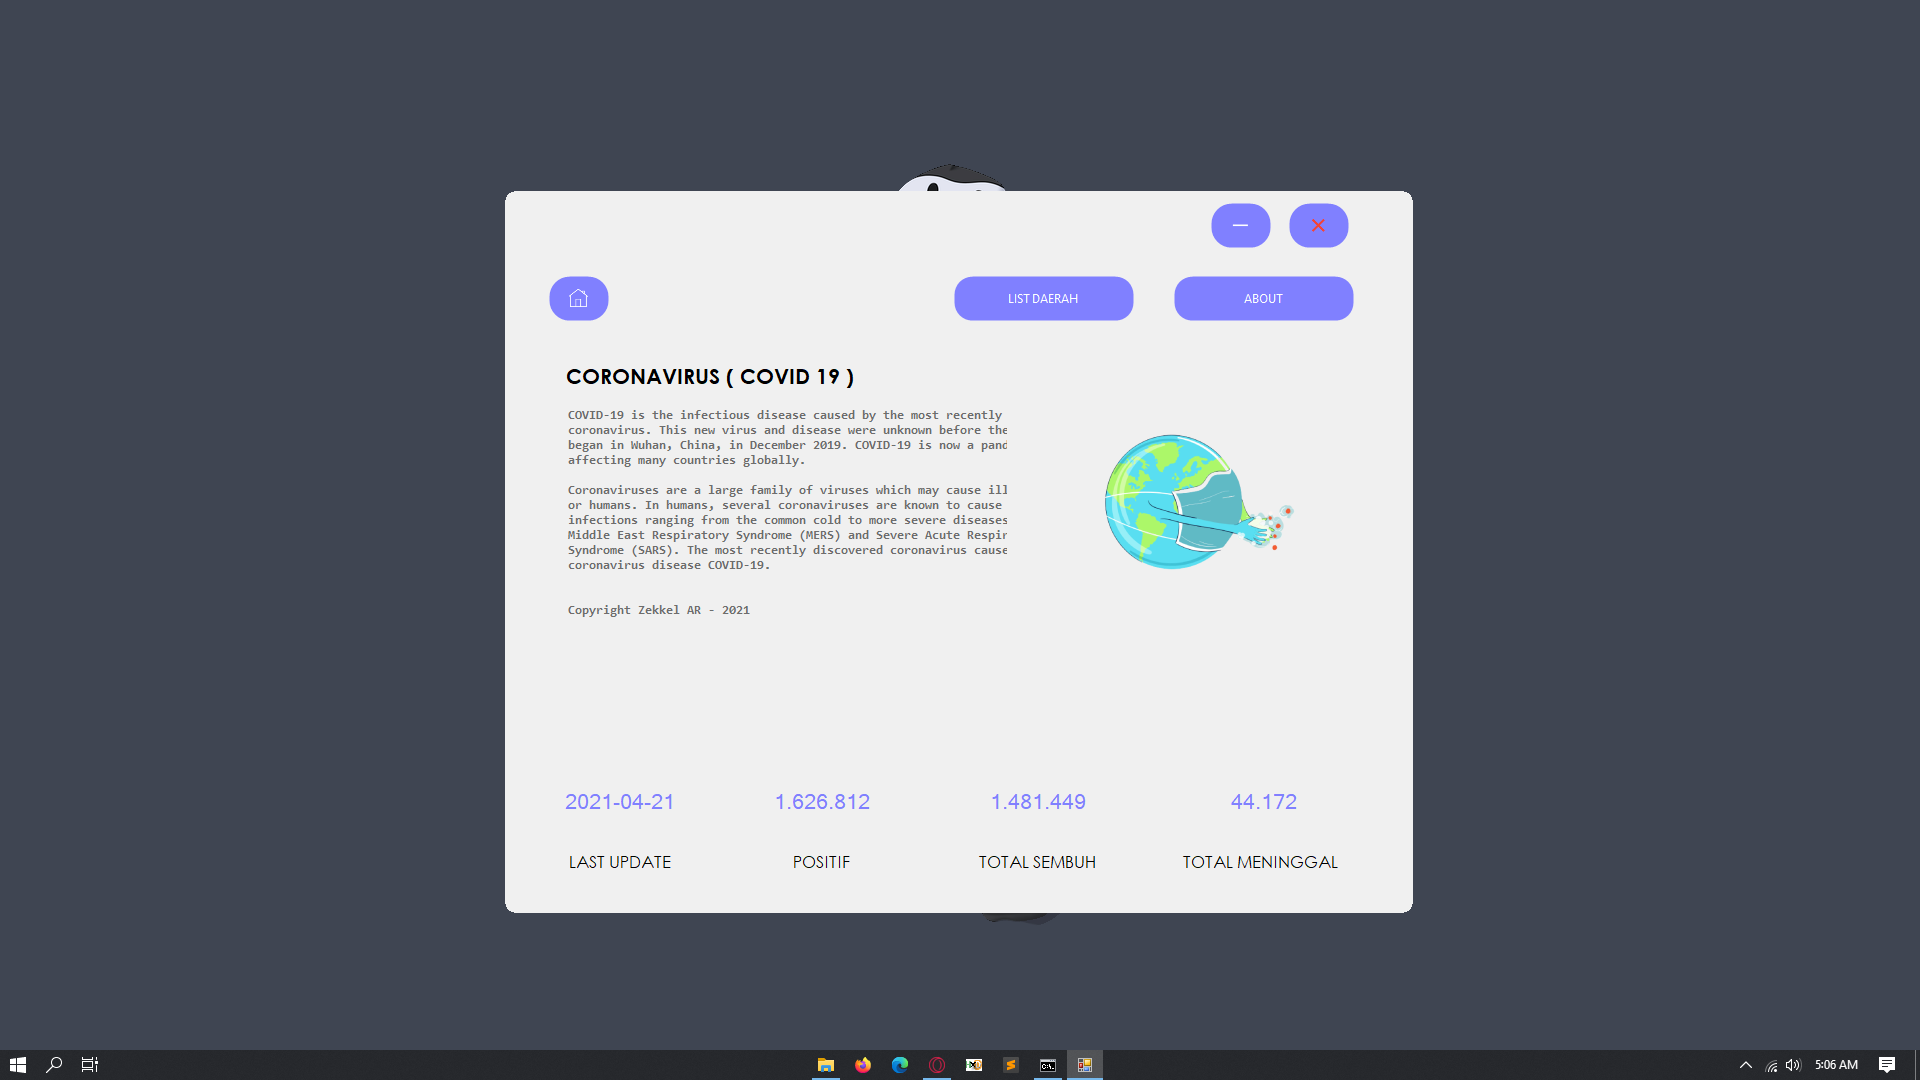 LIST DAERAH
ABOUT
CORONAVIRUS ( COVID 19 )
COVID-19 is the infectious disease caused by the most recently
coronavirus. This new virus and disease were unknown before the
began in Wuhan, China, in December 2019. COVID-19 is now a pand
affecting many countries globally.
Coronaviruses are a large family of viruses which may cause ill
or humans. In humans, several coronaviruses are known to cause
infections ranging from the common cold to more severe diseases
Middle East Respiratory Syndrome (MERS) and Severe Acute Respir
Syndrome (SARS). The most recently discovered coronavirus cause
coronavirus disease COVID-19.
Copyright Zekkel AR - 2021
2021-04-21
1.626.812
1.481.449
44.172
LAST UPDATE
POSITIF
TOTAL SEMBUH
TOTAL MENINGGAL
5:06 AM